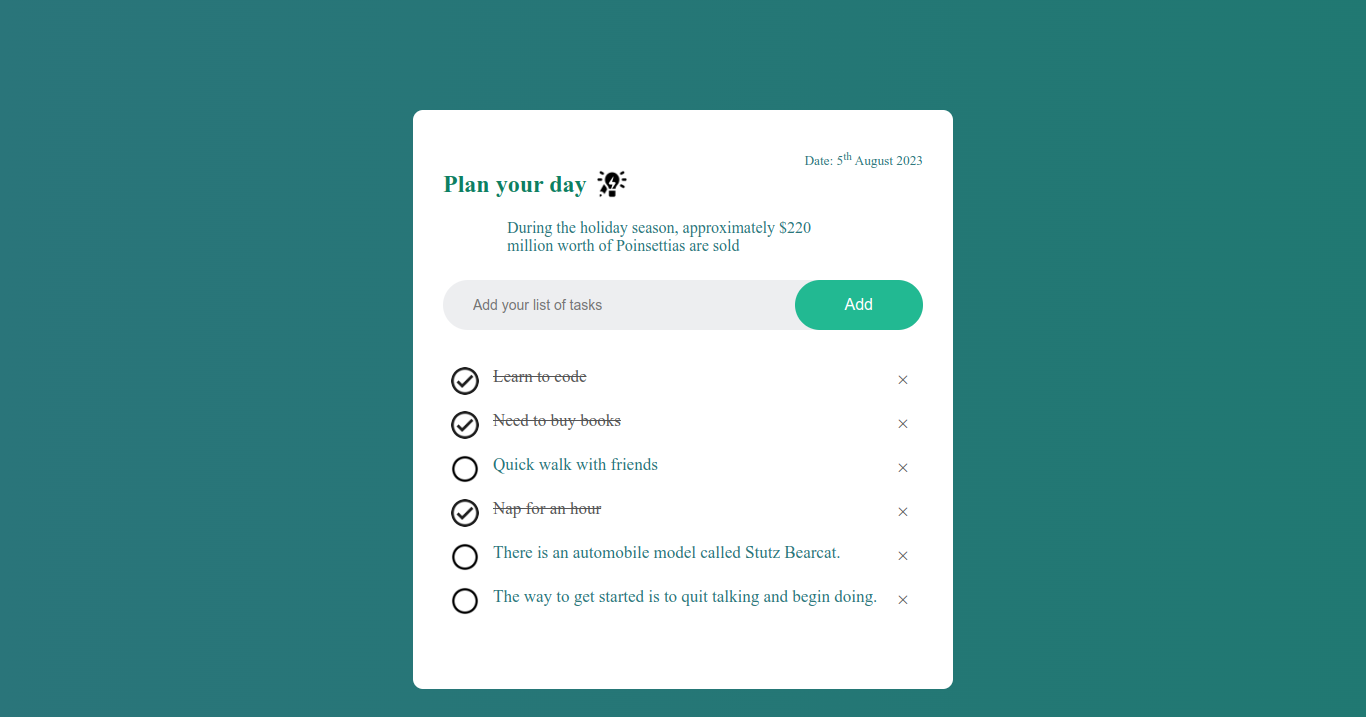 Date: 5th August 2023
Plan your day
During the holiday season, approximately $220
million worth of Poinsettias are sold
Add your list of tasks
Add
Learn to code
Need to buy books
Quick walk with friends
Nap for an hour
There is an automobile model called Stutz Bearcat.
The way to get started is to quit talking and begin doing.